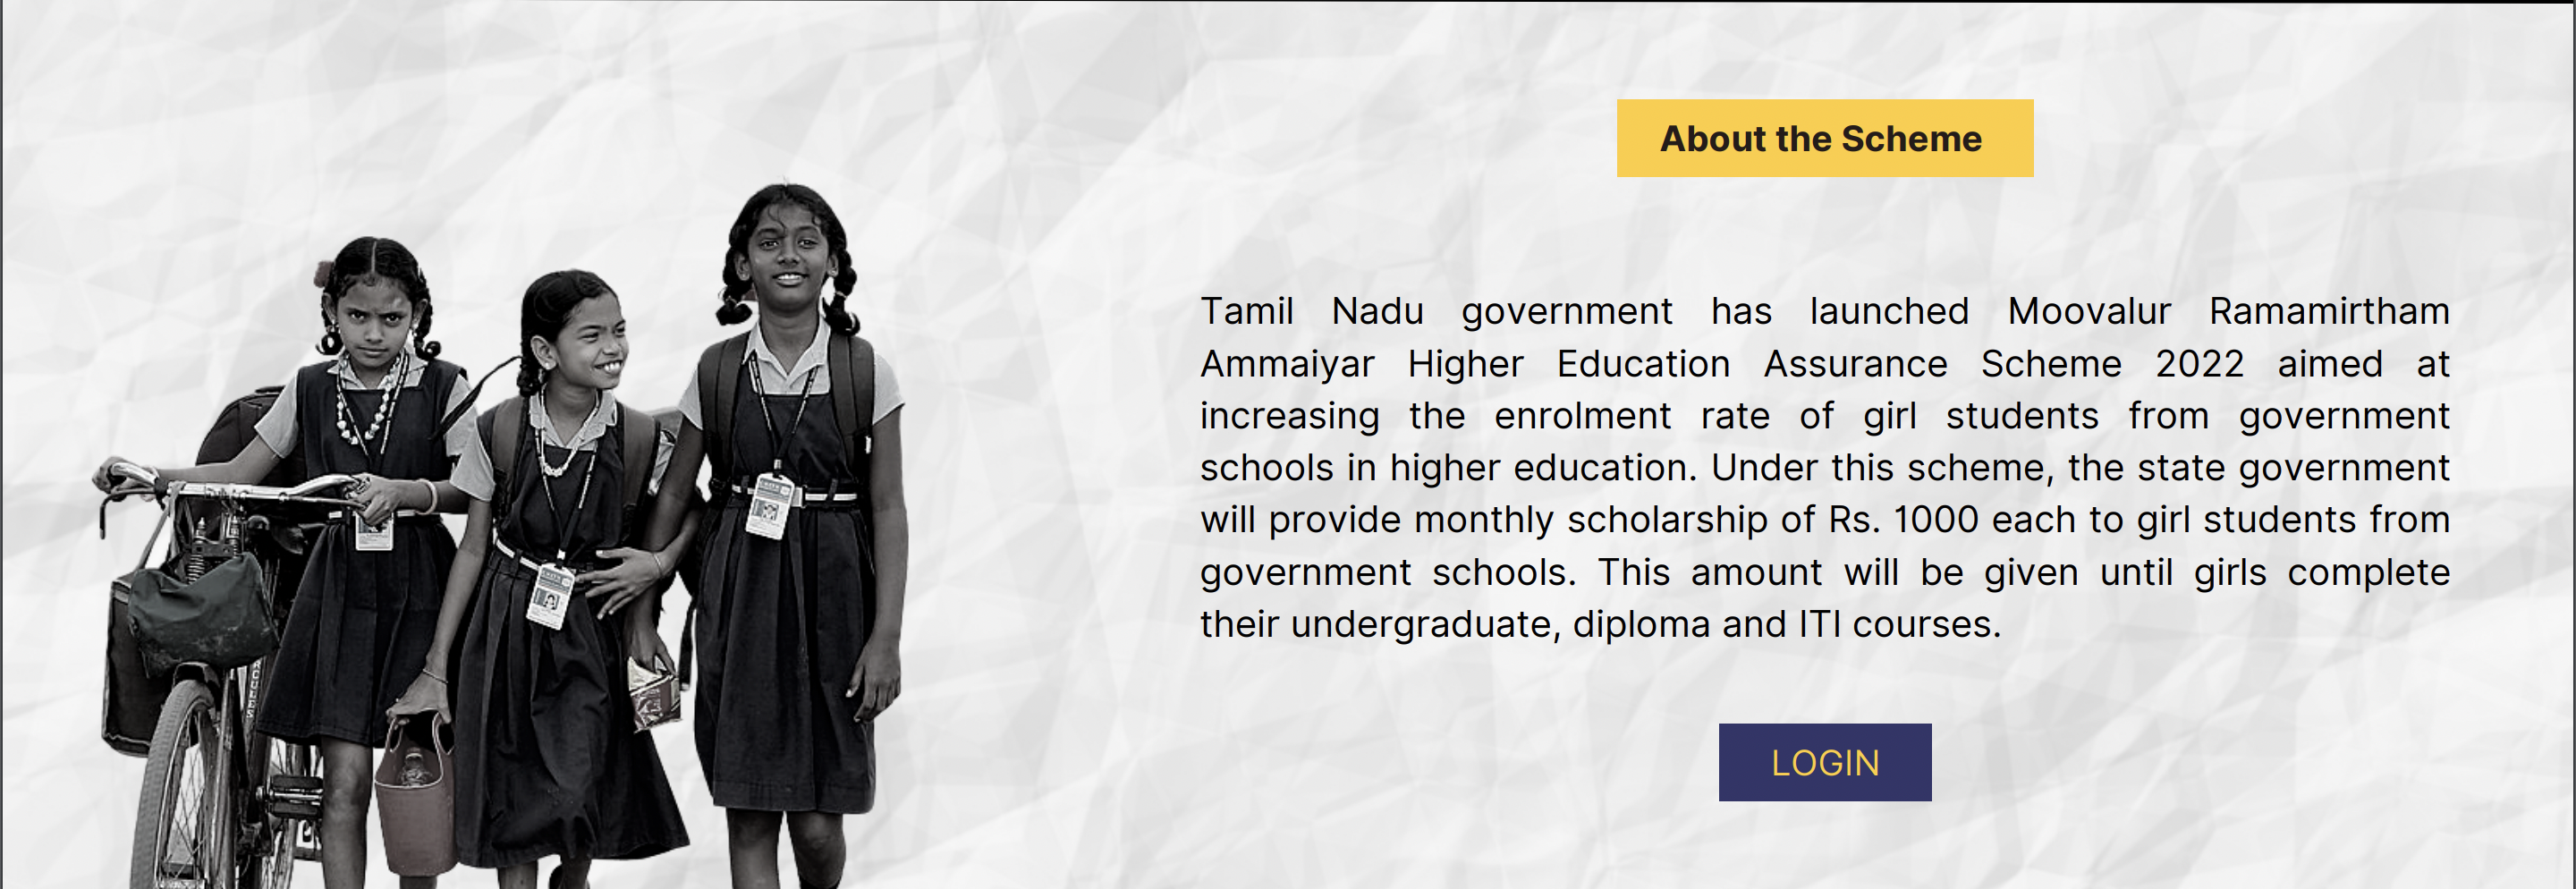 About the Scheme
Tamil Nadu government has launched Moovalur Ramamirtham
Ammaiyar Higher Education Assurance Scheme 2022 aimed at
increasing the enrolment rate of girl students from government
schools in higher education. Under this scheme, the state government
will provide monthly scholarship of Rs. 1000 each to girl students from
government schools. This amount will be given until girls complete
their undergraduate, diploma and ITI courses.
LOGIN